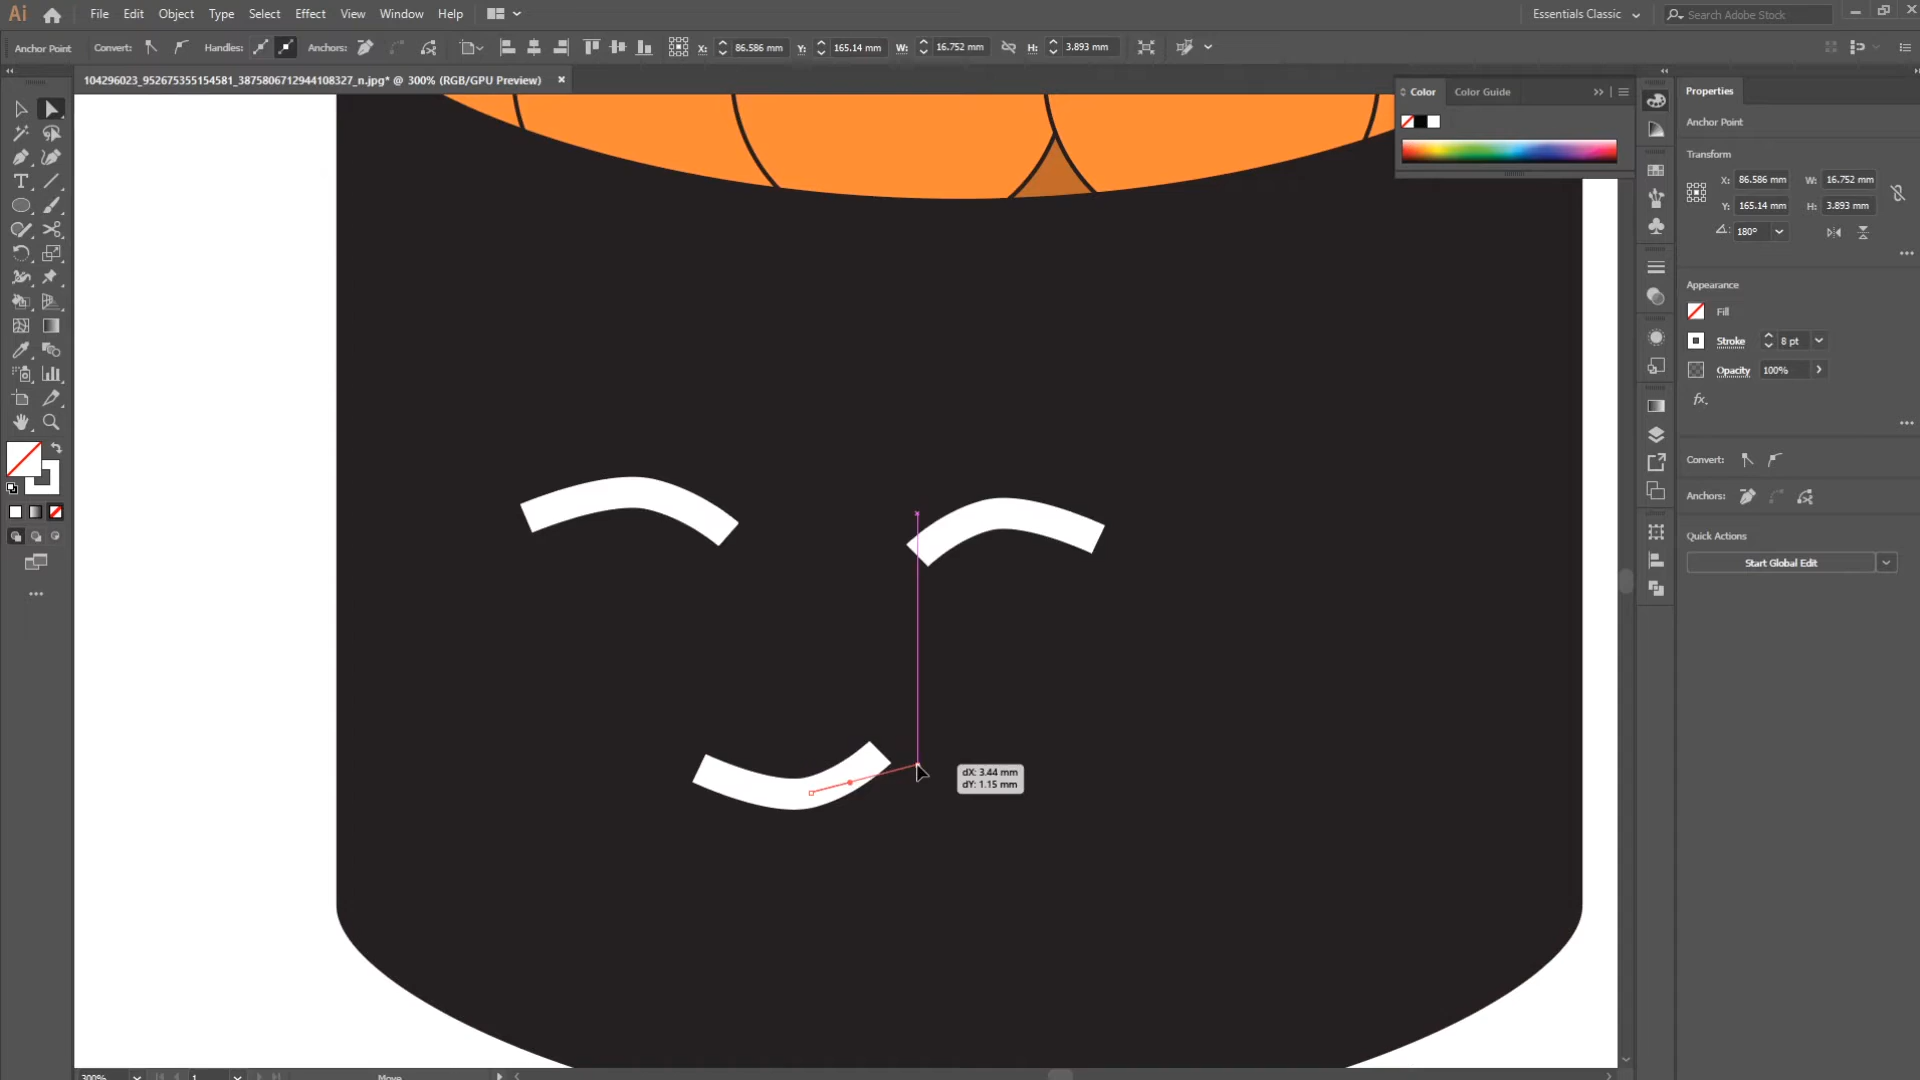 Ai File Edit Object Type Select Effect View Window Help Essentials Classic Search Adobe Stock
Anchor Point Convert: Handles: Anchors: X: 86.586 mm Y: 165.14 mm W: 16.752 mm H: 3.893 mm
104296023_952675355154581_3875806712944108327_n.jpg* @ 300% (RGB/GPU Preview)
Color Color Guide
Properties
Anchor Point
Transform
X: 86.586 mm W: 16.752 mm
Y: 165.14 mm H: 3.893 mm
180°
Appearance
Fill
Stroke 8 pt
Opacity 100%
fx.
Convert:
Anchors:
Quick Actions
Start Global Edit
dX: 3.44 mm
dY: 1.15 mm
300% 1 Move